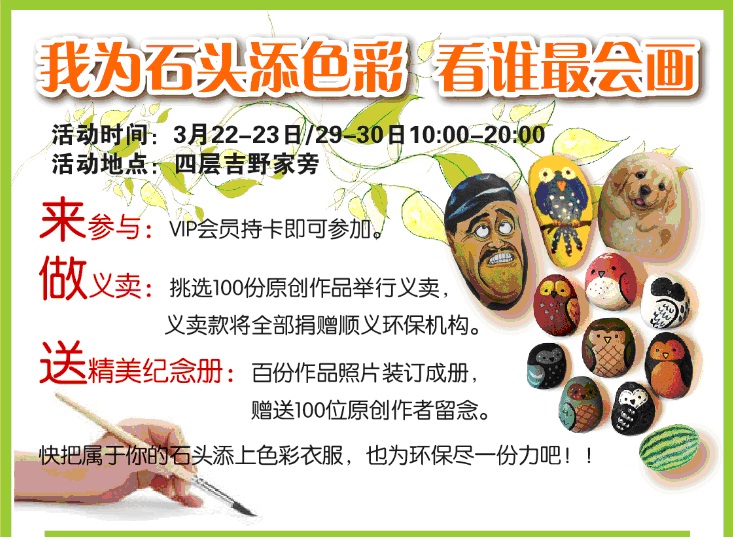 我为石头添色彩 看谁最会画
活动时间：3月22-23日/29-30日10:00-20:00
活动地点：四层吉野家旁
来参与：VIP会员持卡即可参加。
做义卖：挑选100份原创作品举行义卖，
义卖款将全部捐赠顺义环保机构。
送精美纪念册：百份作品照片装订成册，
赠送100位原创作者留念。
快把属于你的石头添上色彩衣服，也为环保尽一份力吧！！